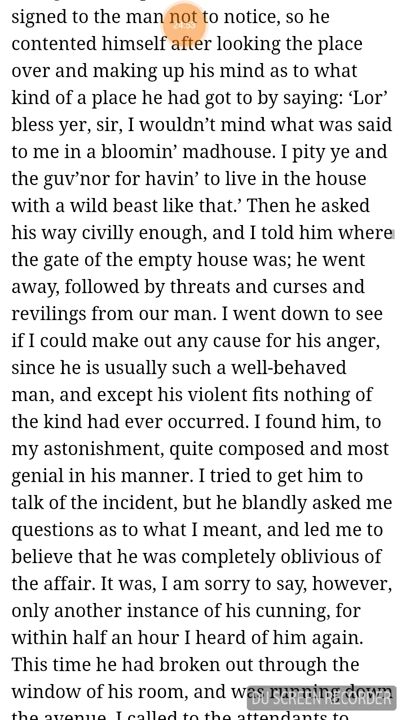 signed to the man not to notice, so he
24:53
contented himself after looking the place
over and making up his mind as to what
kind of a place he had got to by saying: ‘Lor’
bless yer, sir, I wouldn’t mind what was said
to me in a bloomin’ madhouse. I pity ye and
the guv’nor for havin’ to live in the house
with a wild beast like that.’ Then he asked
his way civilly enough, and I told him where
the gate of the empty house was; he went
away, followed by threats and curses and
revilings from our man. I went down to see
if I could make out any cause for his anger,
since he is usually such a well-behaved
man, and except his violent fits nothing of
the kind had ever occurred. I found him, to
my astonishment, quite composed and most
genial in his manner. I tried to get him to
talk of the incident, but he blandly asked me
questions as to what I meant, and led me to
believe that he was completely oblivious of
the affair. It was, I am sorry to say, however,
only another instance of his cunning, for
within half an hour I heard of him again.
This time he had broken out through the
window of his room, and was running down
DU SCREEN RECORDER
the avenue. I called to the attendants to